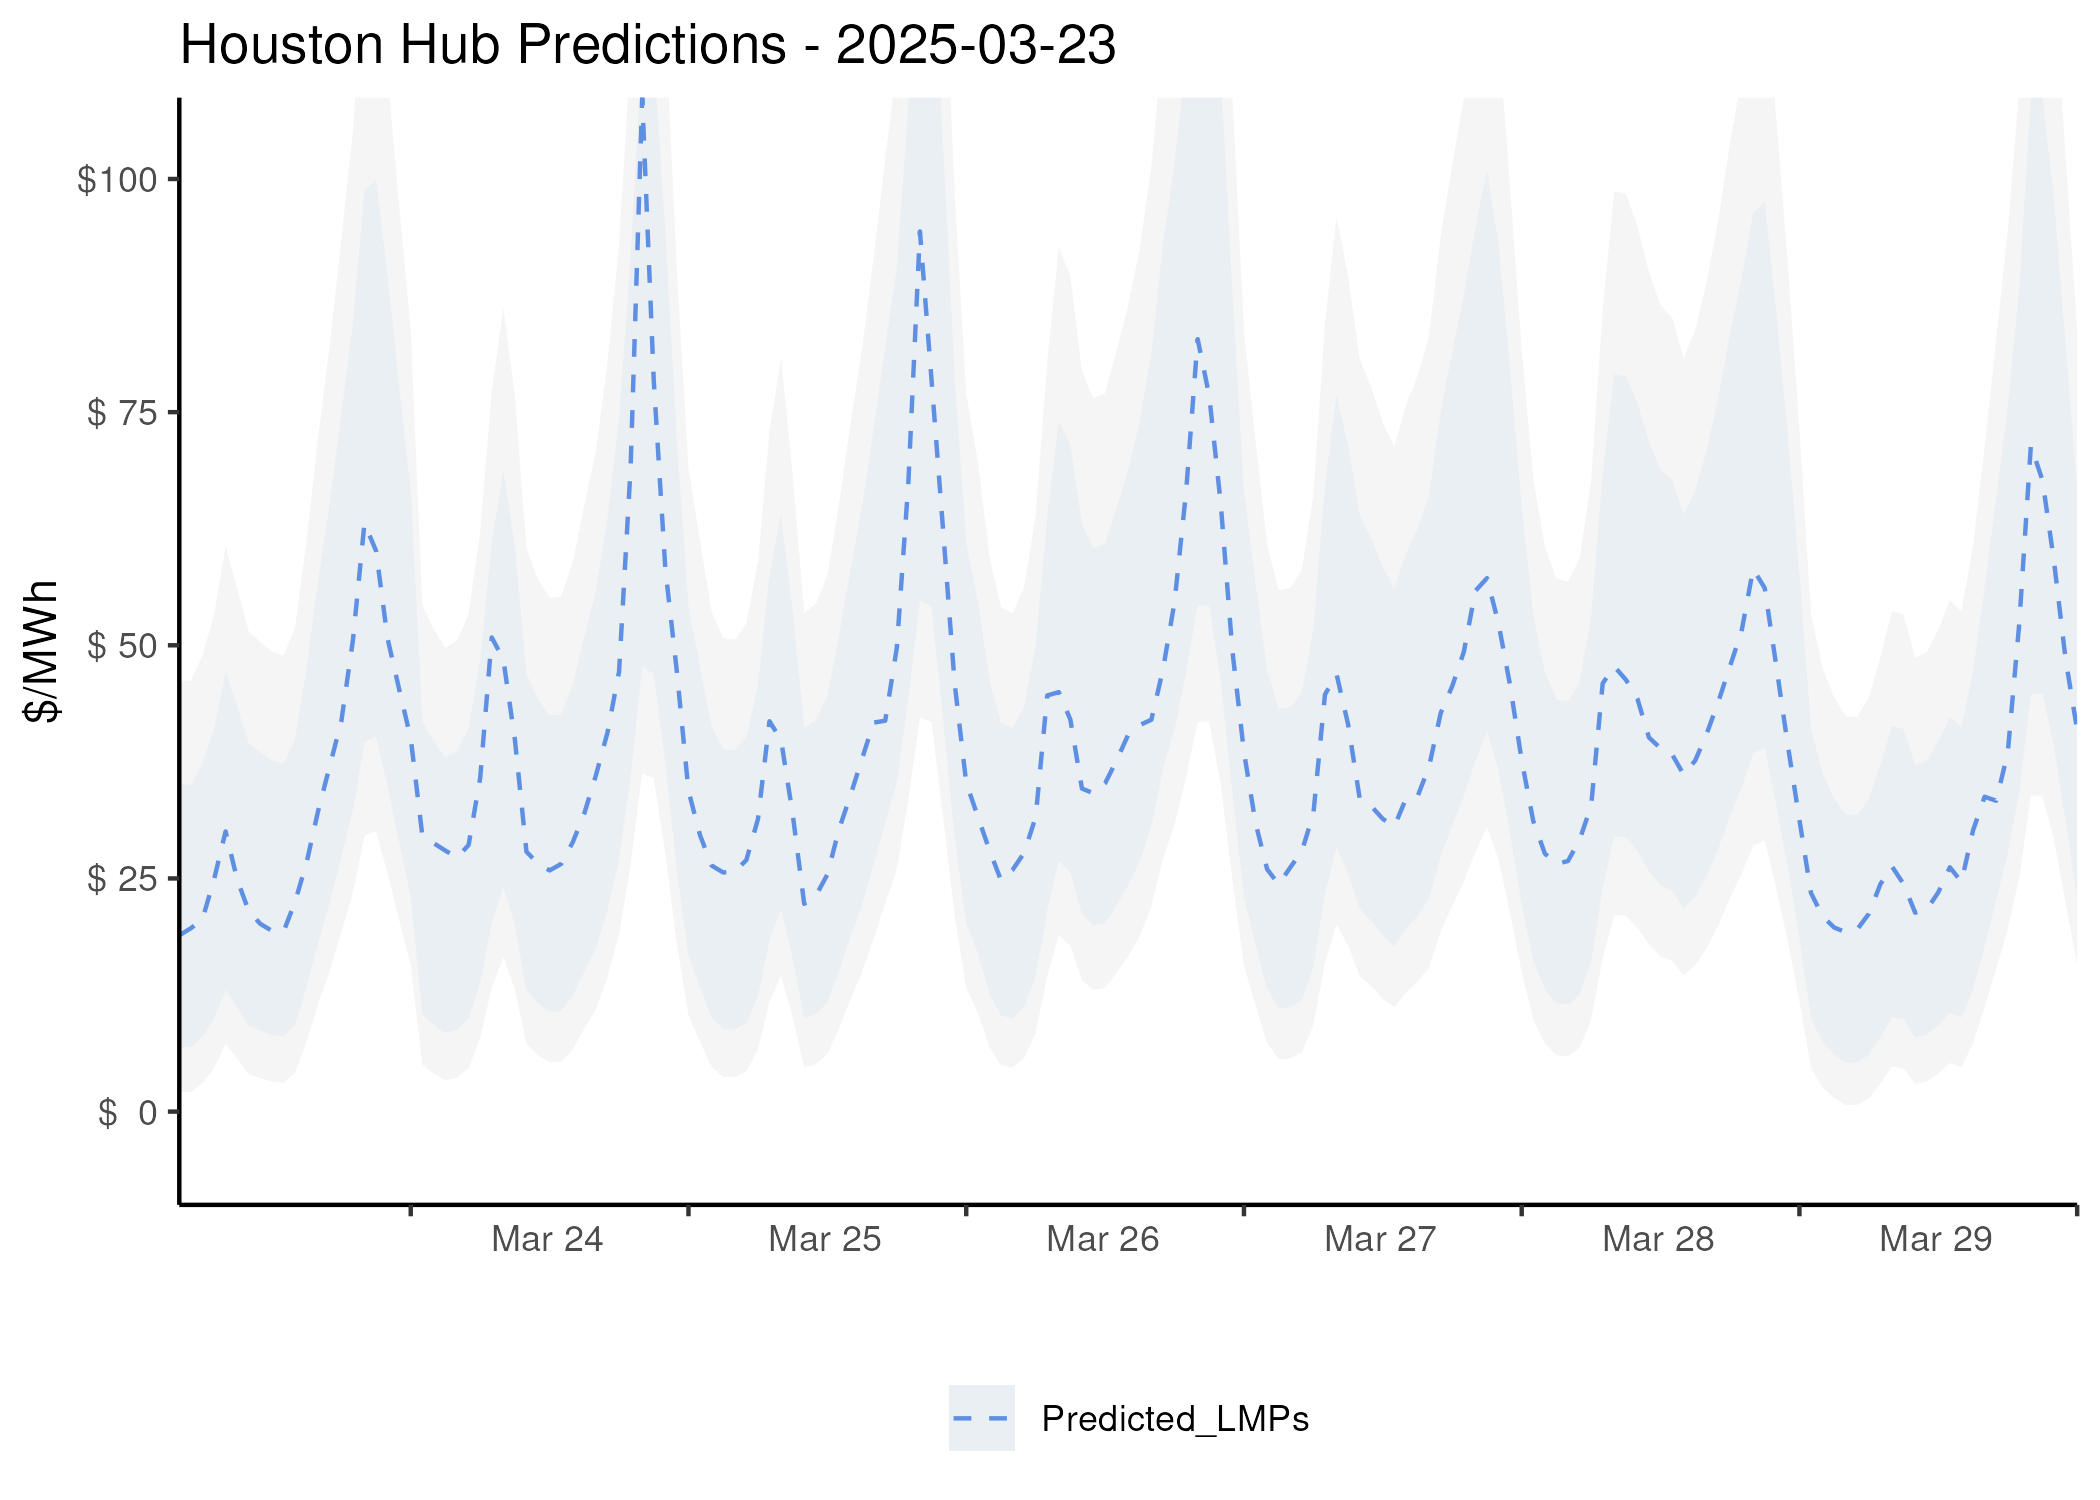 Houston Hub Predictions - 2025-03-23
$100
$ 75
$ 50
$ 25
$ 0
$/MWh
Mar 24 Mar 25 Mar 26 Mar 27 Mar 28 Mar 29
Predicted_LMPs